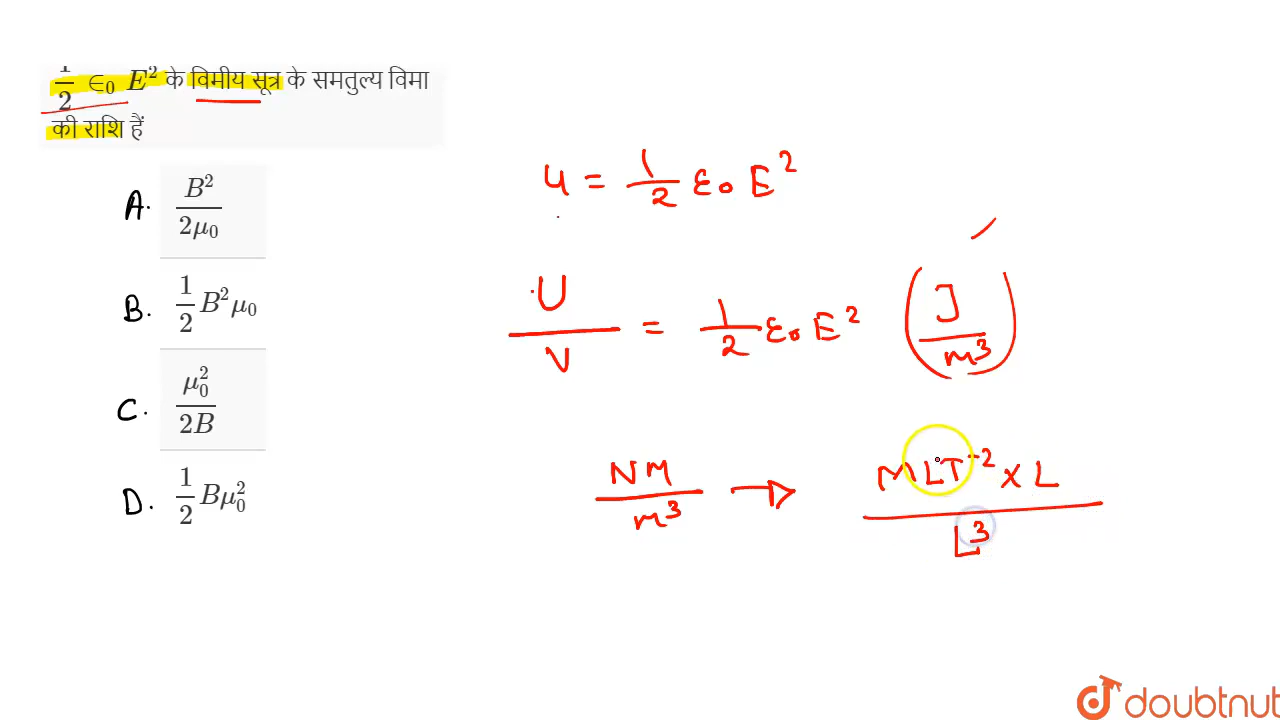 1/2 ∈₀ E² के विमीय सूत्र के समतुल्य विमा
की राशि हैं
A. B²/2μ₀
B. 1/2 B²μ₀
C. μ₀²/2B
D. 1/2 Bμ₀²
u = 1/2 ε₀ E²
U/V = 1/2 ε₀ E² (J/m³)
NM/m³ → MLT⁻² × L/L³
doubtnut